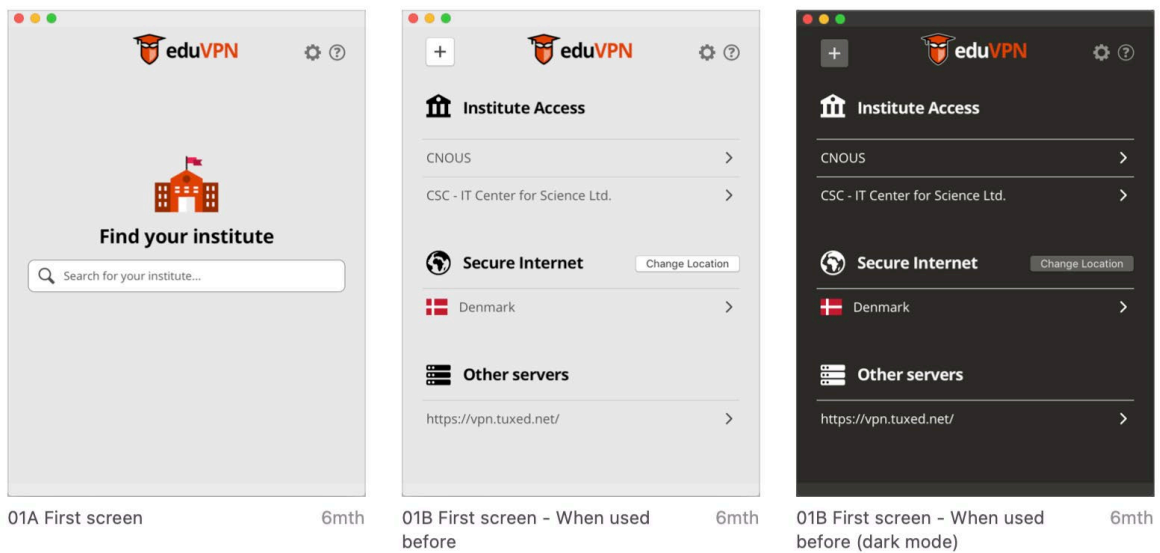 eduVPN
Find your institute
Search for your institute...
01A First screen
6mth
+
eduVPN
?
Institute Access
CNOUS
CSC - IT Center for Science Ltd.
Secure Internet
Change Location
Denmark
Other servers
https://vpn.tuxed.net/
01B First screen - When used
before
6mth
+
eduVPN
?
Institute Access
CNOUS
CSC - IT Center for Science Ltd.
Secure Internet
Change Location
Denmark
Other servers
https://vpn.tuxed.net/
01B First screen - When used
before (dark mode)
6mth